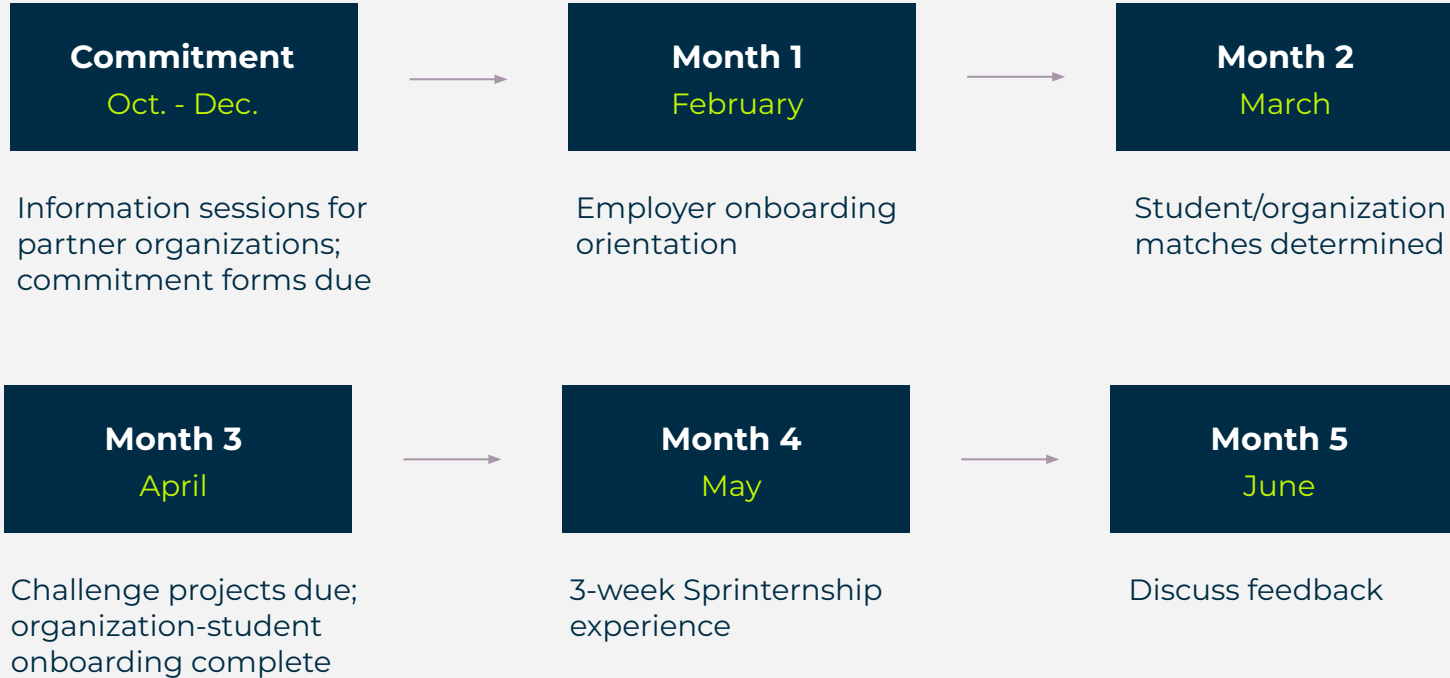 Commitment
Oct. - Dec.
Information sessions for
partner organizations;
commitment forms due
Month 1
February
Employer onboarding
orientation
Month 2
March
Student/organization
matches determined
Month 3
April
Challenge projects due;
organization-student
onboarding complete
Month 4
May
3-week Sprinternship
experience
Month 5
June
Discuss feedback